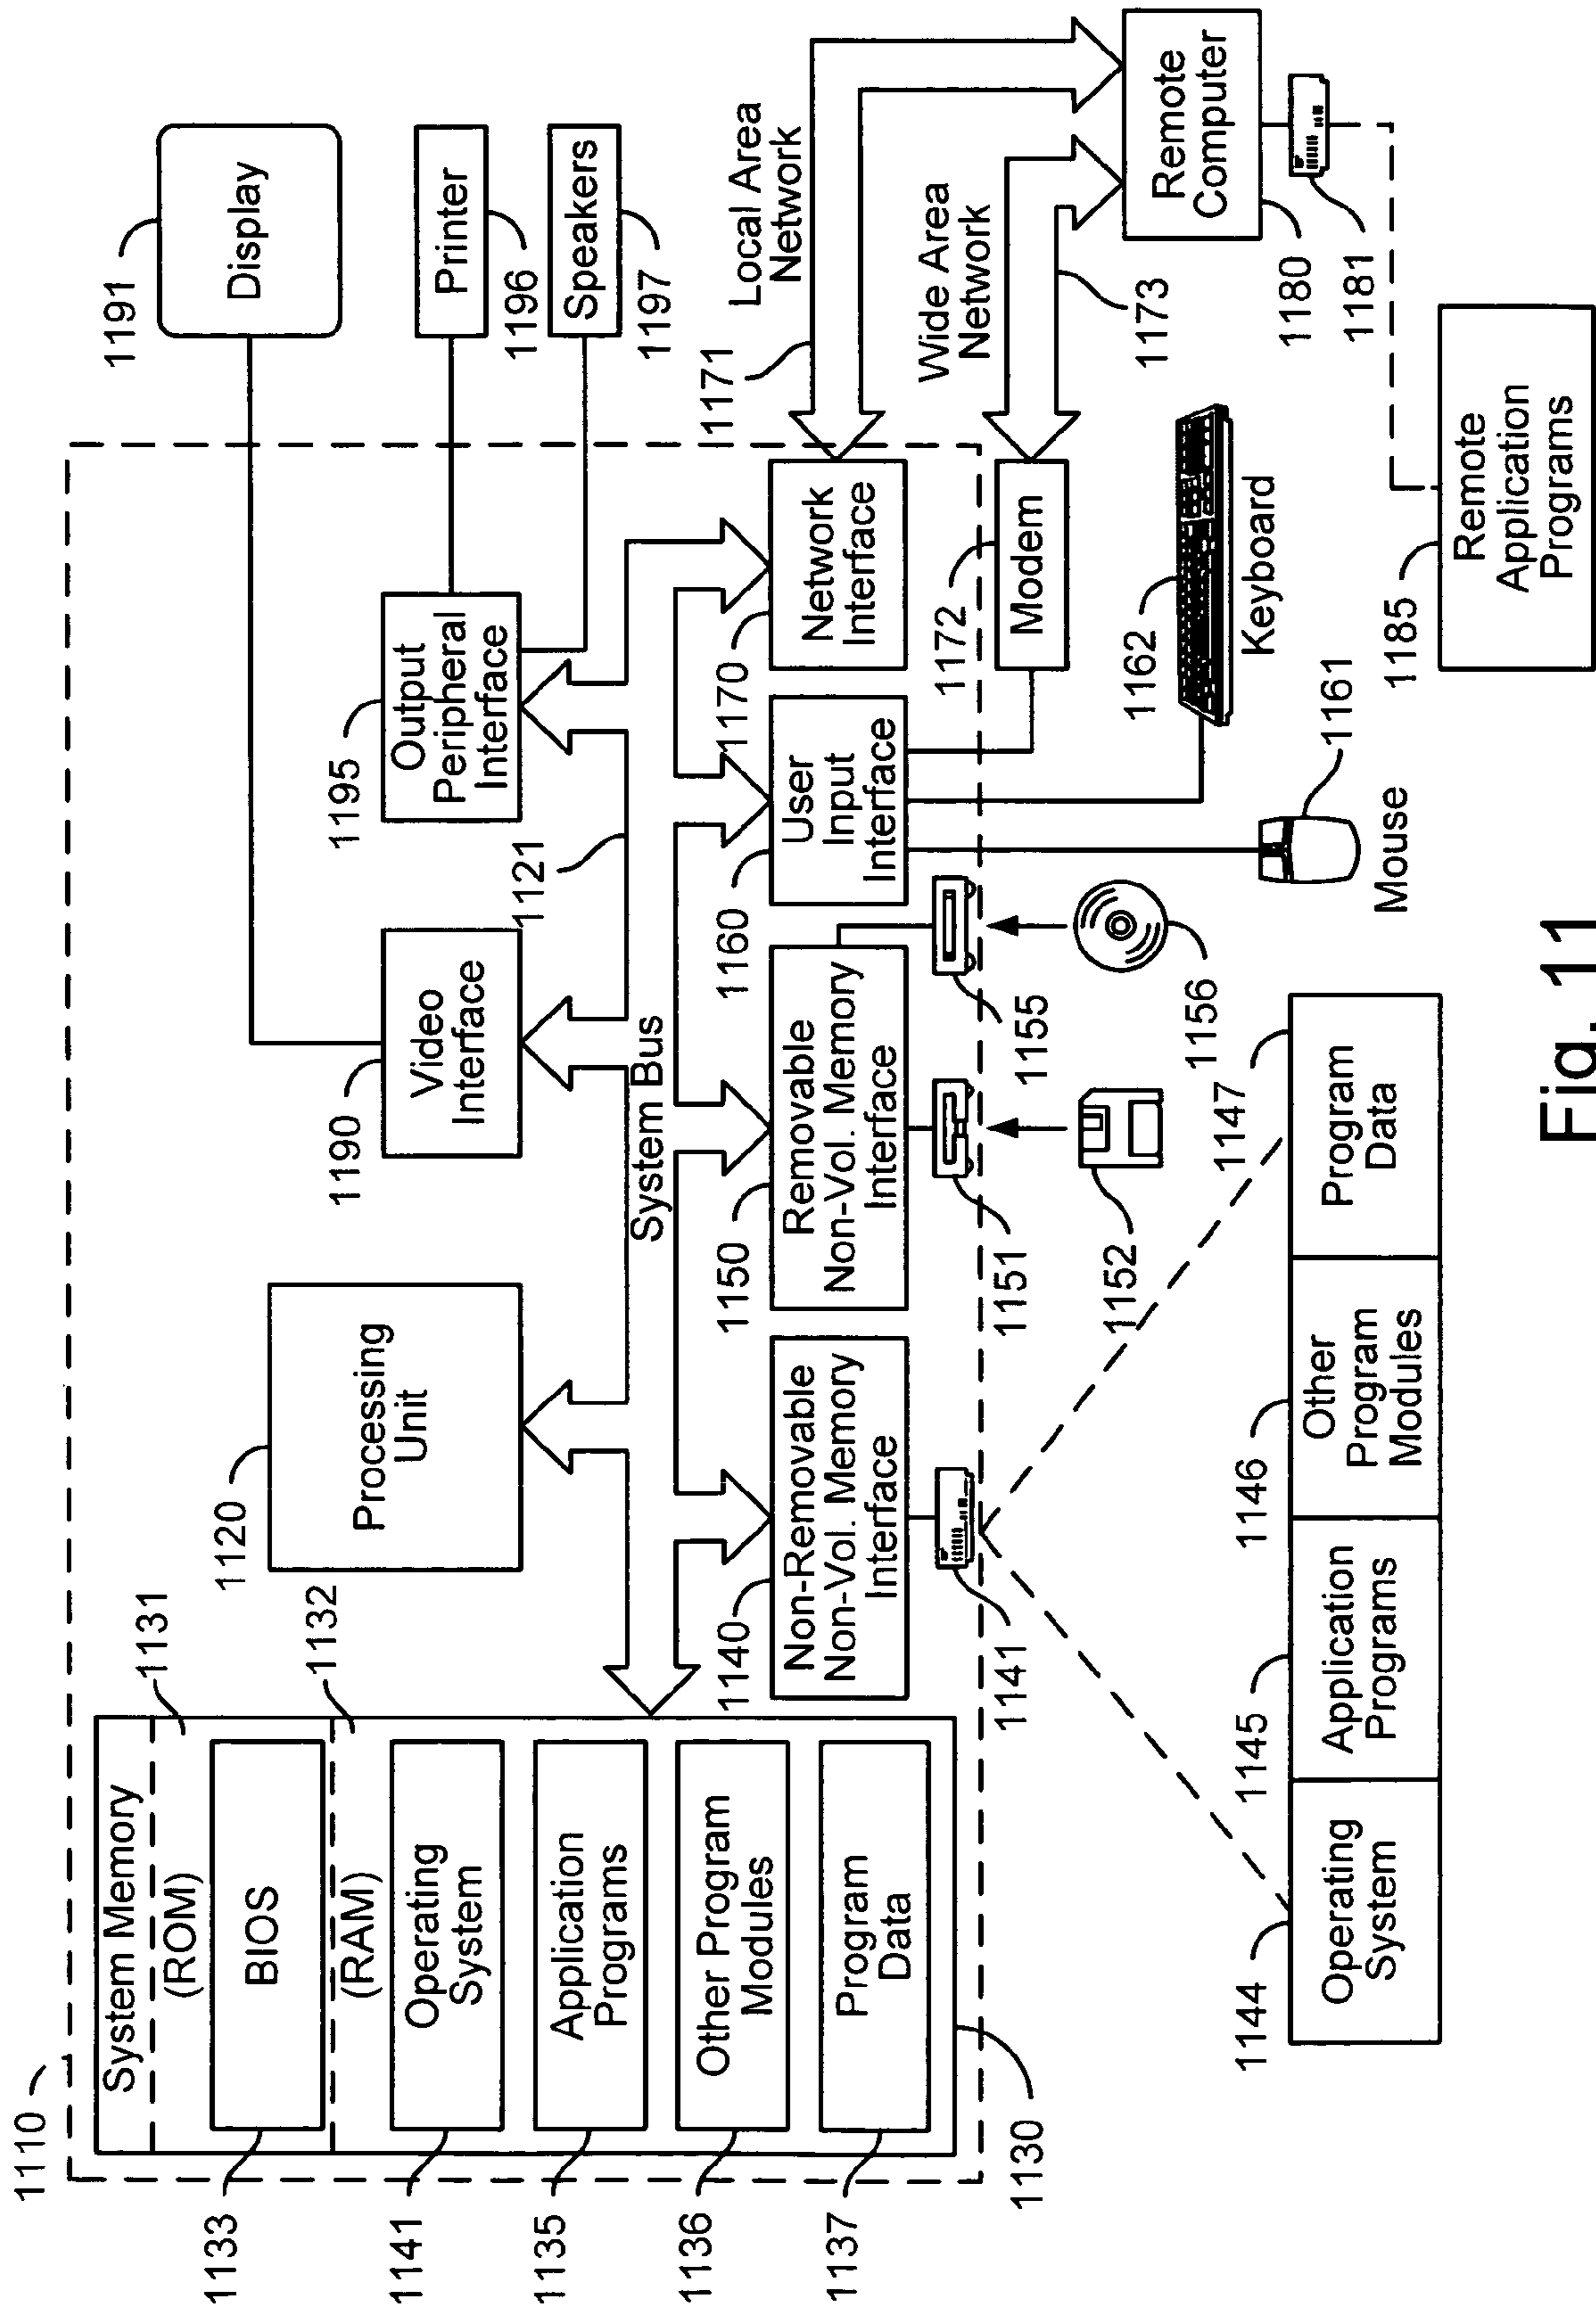 1110
System Memory
(ROM)
1131
BIOS
1133
(RAM)
1132
Operating
System
1141
Application
Programs
1135
Other Program
Modules
1136
Program
Data
1137
1130
1120
Processing
Unit
1190
Video
Interface
1195
Output
Peripheral
Interface
1191
Display
Printer
1196
Speakers
1197
System Bus
1121
1140
Non-Removable
Non-Vol. Memory
Interface
1150
Removable
Non-Vol. Memory
Interface
1160
User
Input
Interface
1170
Network
Interface
1171
Local Area
Network
1141
1151
1155
1172
Modem
Wide Area
Network
1173
Remote
Computer
1180
1181
1152
1156
1162
Keyboard
1161
Mouse
1144
Operating
System
1145
Application
Programs
1146
Other
Program
Modules
1147
Program
Data
1185
Remote
Application
Programs
Fig. 11